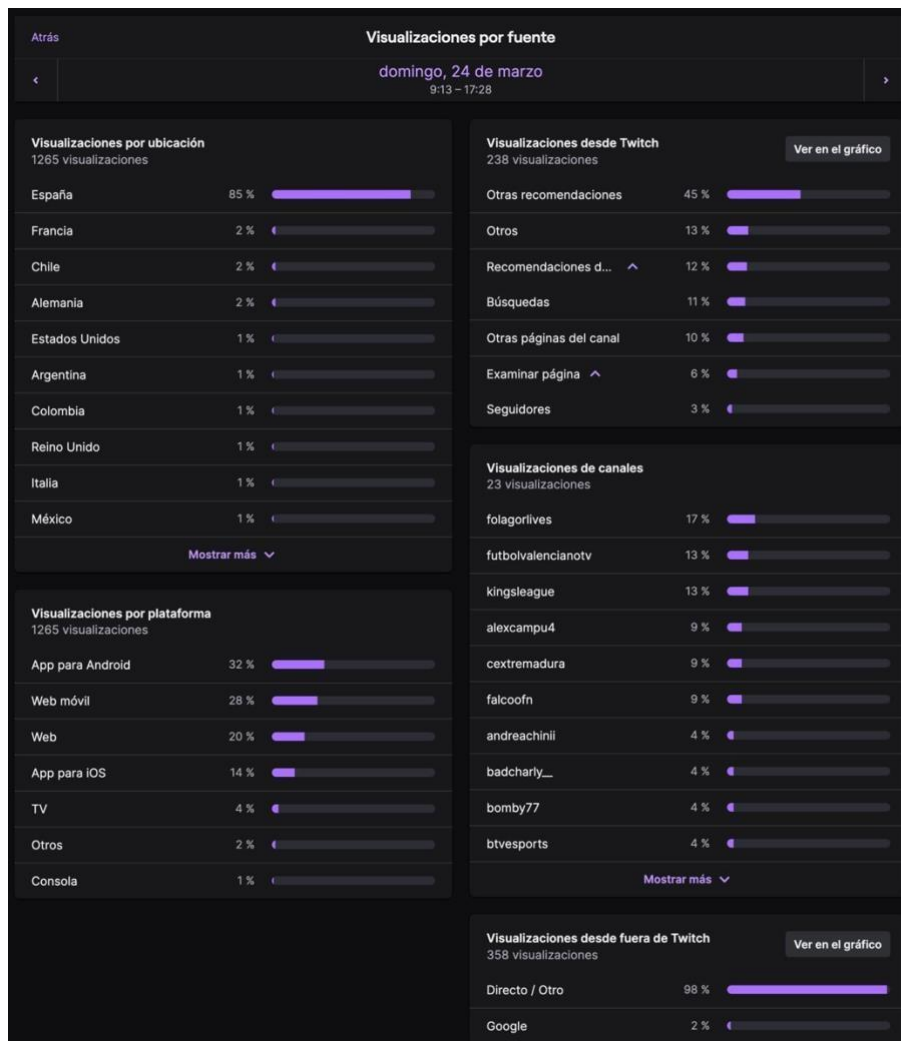 Atrás
Visualizaciones por fuente
domingo, 24 de marzo
9:13 – 17:28
Visualizaciones por ubicación
1265 visualizaciones
España 85 %
Francia 2 %
Chile 2 %
Alemania 2 %
Estados Unidos 1 %
Argentina 1 %
Colombia 1 %
Reino Unido 1 %
Italia 1 %
México 1 %
Mostrar más
Visualizaciones por plataforma
1265 visualizaciones
App para Android 32 %
Web móvil 28 %
Web 20 %
App para iOS 14 %
TV 4 %
Otros 2 %
Consola 1 %
Visualizaciones desde Twitch
238 visualizaciones
Ver en el gráfico
Otras recomendaciones 45 %
Otros 13 %
Recomendaciones d... 12 %
Búsquedas 11 %
Otras páginas del canal 10 %
Examinar página 6 %
Seguidores 3 %
Visualizaciones de canales
23 visualizaciones
folagorlives 17 %
futbolvalencianotv 13 %
kingsleague 13 %
alexcampu4 9 %
cextremadura 9 %
falcoofn 9 %
andreachinii 4 %
badcharly__ 4 %
bomby77 4 %
btvesports 4 %
Mostrar más
Visualizaciones desde fuera de Twitch
358 visualizaciones
Ver en el gráfico
Directo / Otro 98 %
Google 2 %